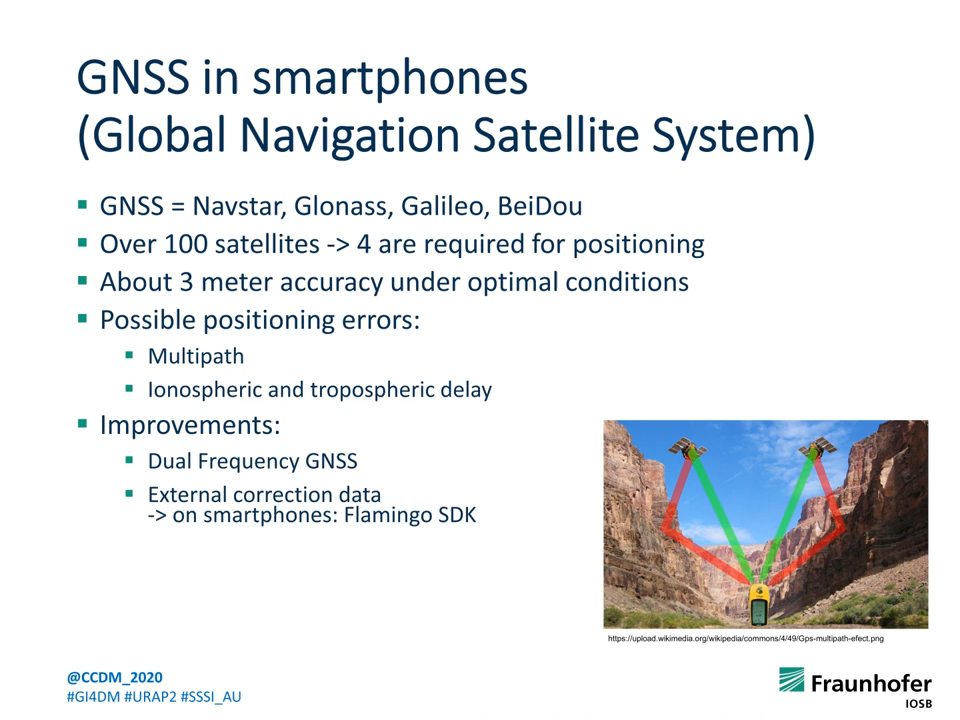 GNSS in smartphones
(Global Navigation Satellite System)
GNSS = Navstar, Glonass, Galileo, BeiDou
Over 100 satellites -> 4 are required for positioning
About 3 meter accuracy under optimal conditions
Possible positioning errors:
Multipath
Ionospheric and tropospheric delay
Improvements:
Dual Frequency GNSS
External correction data
-> on smartphones: Flamingo SDK
https://upload.wikimedia.org/wikipedia/commons/4/49/Gps-multipath-efect.png
@CCDM_2020
#GI4DM #URAP2 #SSSI_AU
Fraunhofer
IOSB